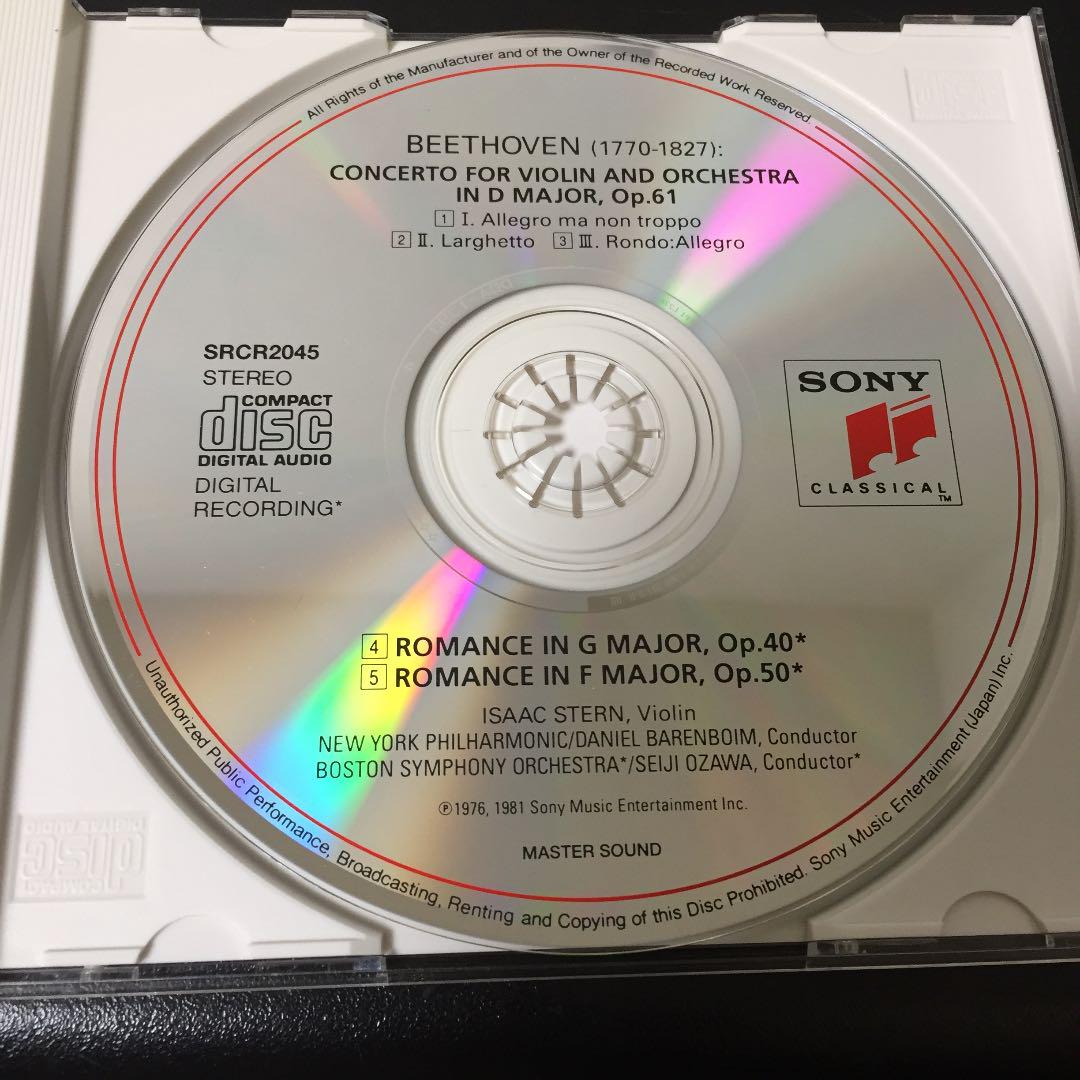 All Rights of the Manufacturer and of the Owner of the Recorded Work Reserved.
BEETHOVEN (1770-1827):
CONCERTO FOR VIOLIN AND ORCHESTRA
IN D MAJOR, Op.61
1 I. Allegro ma non troppo
2 II. Larghetto 3 III. Rondo:Allegro
SRCR2045
STEREO
COMPACT
disc
DIGITAL AUDIO
DIGITAL
RECORDING*
SONY
CLASSICAL TM
4 ROMANCE IN G MAJOR, Op.40*
5 ROMANCE IN F MAJOR, Op.50*
ISAAC STERN, Violin
NEW YORK PHILHARMONIC/DANIEL BARENBOIM, Conductor
BOSTON SYMPHONY ORCHESTRA*/SEIJI OZAWA, Conductor*
℗1976, 1981 Sony Music Entertainment Inc.
MASTER SOUND
Unauthorized Public Performance, Broadcasting, Renting and Copying of this Disc Prohibited. Sony Music Entertainment (Japan) Inc.
COMPACT
disc
DIGITAL AUDIO